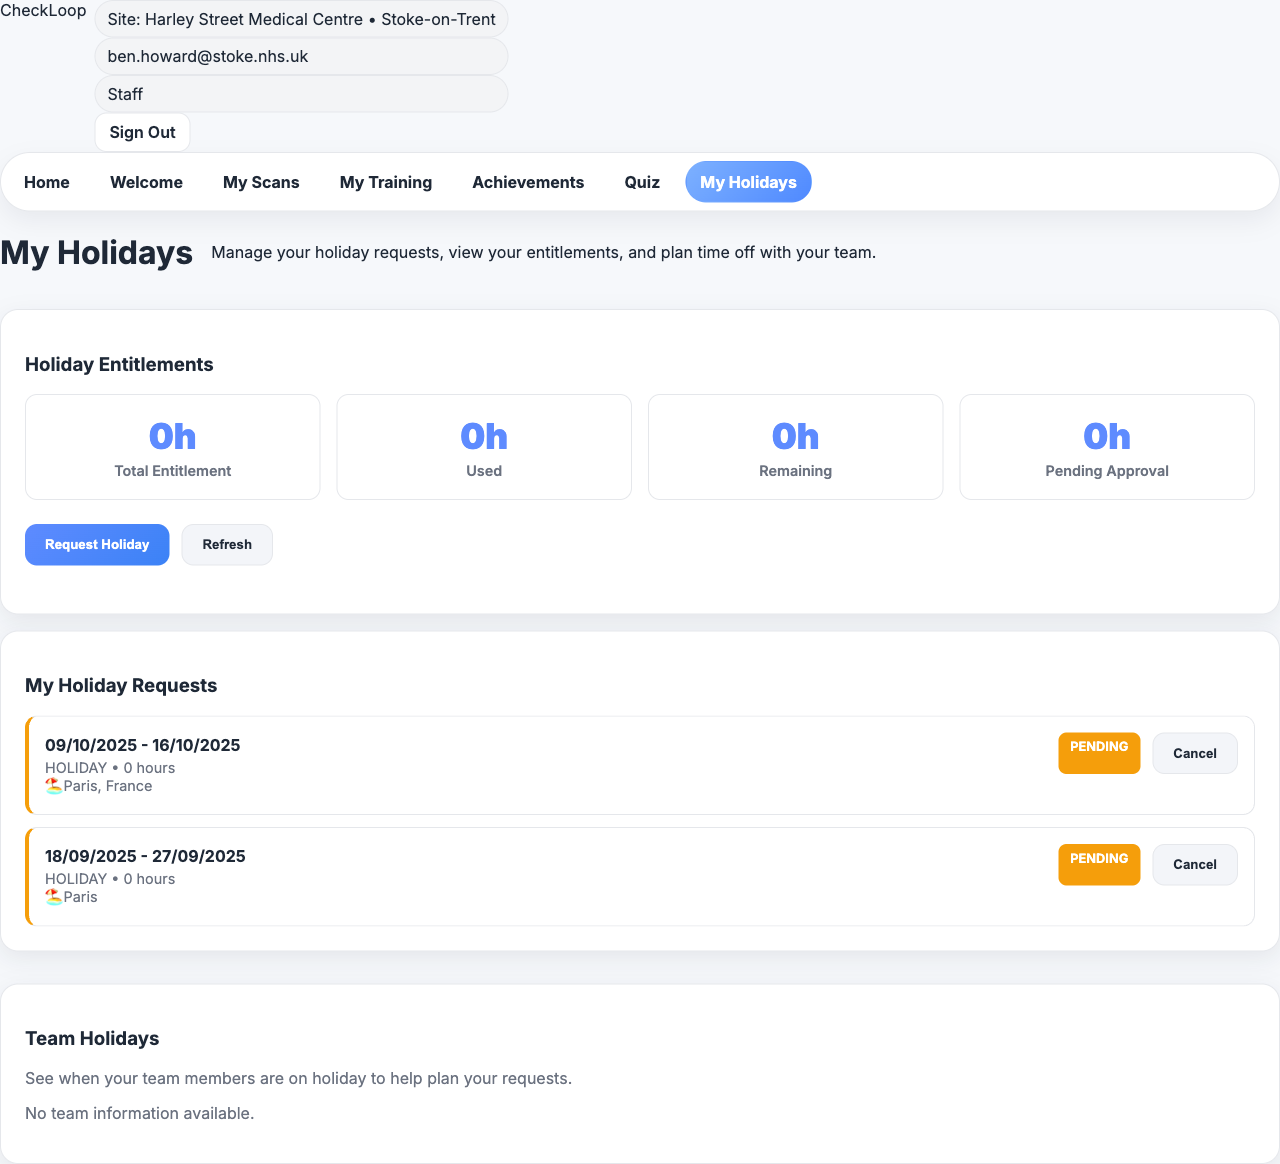 CheckLoop
Site: Harley Street Medical Centre • Stoke-on-Trent
ben.howard@stoke.nhs.uk
Staff
Sign Out
Home Welcome My Scans My Training Achievements Quiz My Holidays
My Holidays Manage your holiday requests, view your entitlements, and plan time off with your team.
Holiday Entitlements
0h 0h 0h 0h
Total Entitlement Used Remaining Pending Approval
Request Holiday Refresh
My Holiday Requests
09/10/2025 - 16/10/2025 PENDING Cancel
HOLIDAY • 0 hours
🏖️Paris, France
18/09/2025 - 27/09/2025 PENDING Cancel
HOLIDAY • 0 hours
🏖️Paris
Team Holidays
See when your team members are on holiday to help plan your requests.
No team information available.